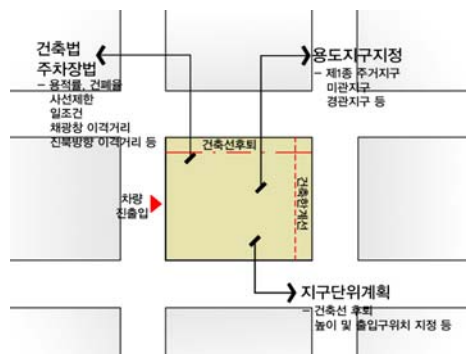 건축법
주차장법
- 용적률, 건폐율
사선제한
일조건
채광창 이격거리
진북방향 이격거리 등
용도지구지정
- 제1종 주거지구
미관지구
경관지구 등
건축선후퇴
건축한계선
차량
진출입
지구단위계획
- 건축선 후퇴
높이 및 출입구위치 지정 등